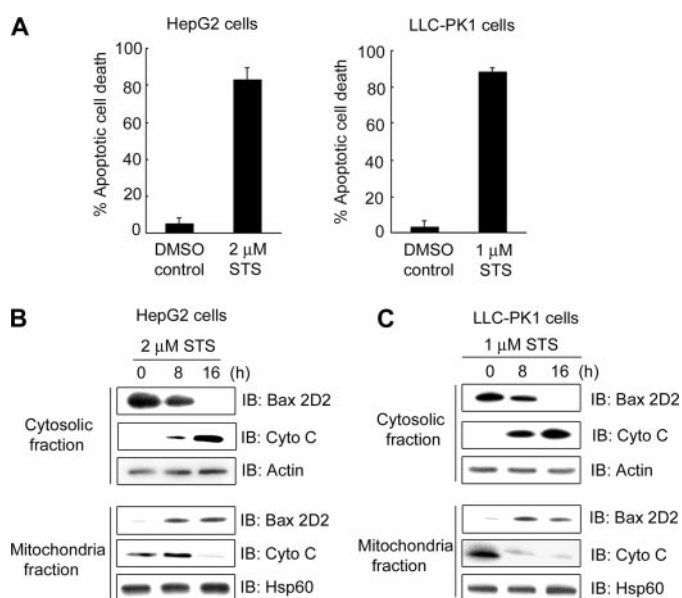 A
HepG2 cells
% Apoptotic cell death
100
80
60
40
20
0
DMSO control
2 μM STS
LLC-PK1 cells
% Apoptotic cell death
100
80
60
40
20
0
DMSO control
1 μM STS
B
HepG2 cells
2 μM STS
0 8 16 (h)
Cytosolic fraction
IB: Bax 2D2
IB: Cyto C
IB: Actin
Mitochondria fraction
IB: Bax 2D2
IB: Cyto C
IB: Hsp60
C
LLC-PK1 cells
1 μM STS
0 8 16 (h)
Cytosolic fraction
IB: Bax 2D2
IB: Cyto C
IB: Actin
Mitochondria fraction
IB: Bax 2D2
IB: Cyto C
IB: Hsp60